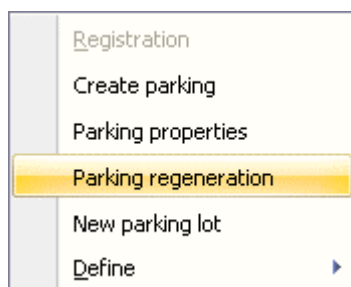 Registration
Create parking
Parking properties
Parking regeneration
New parking lot
Define